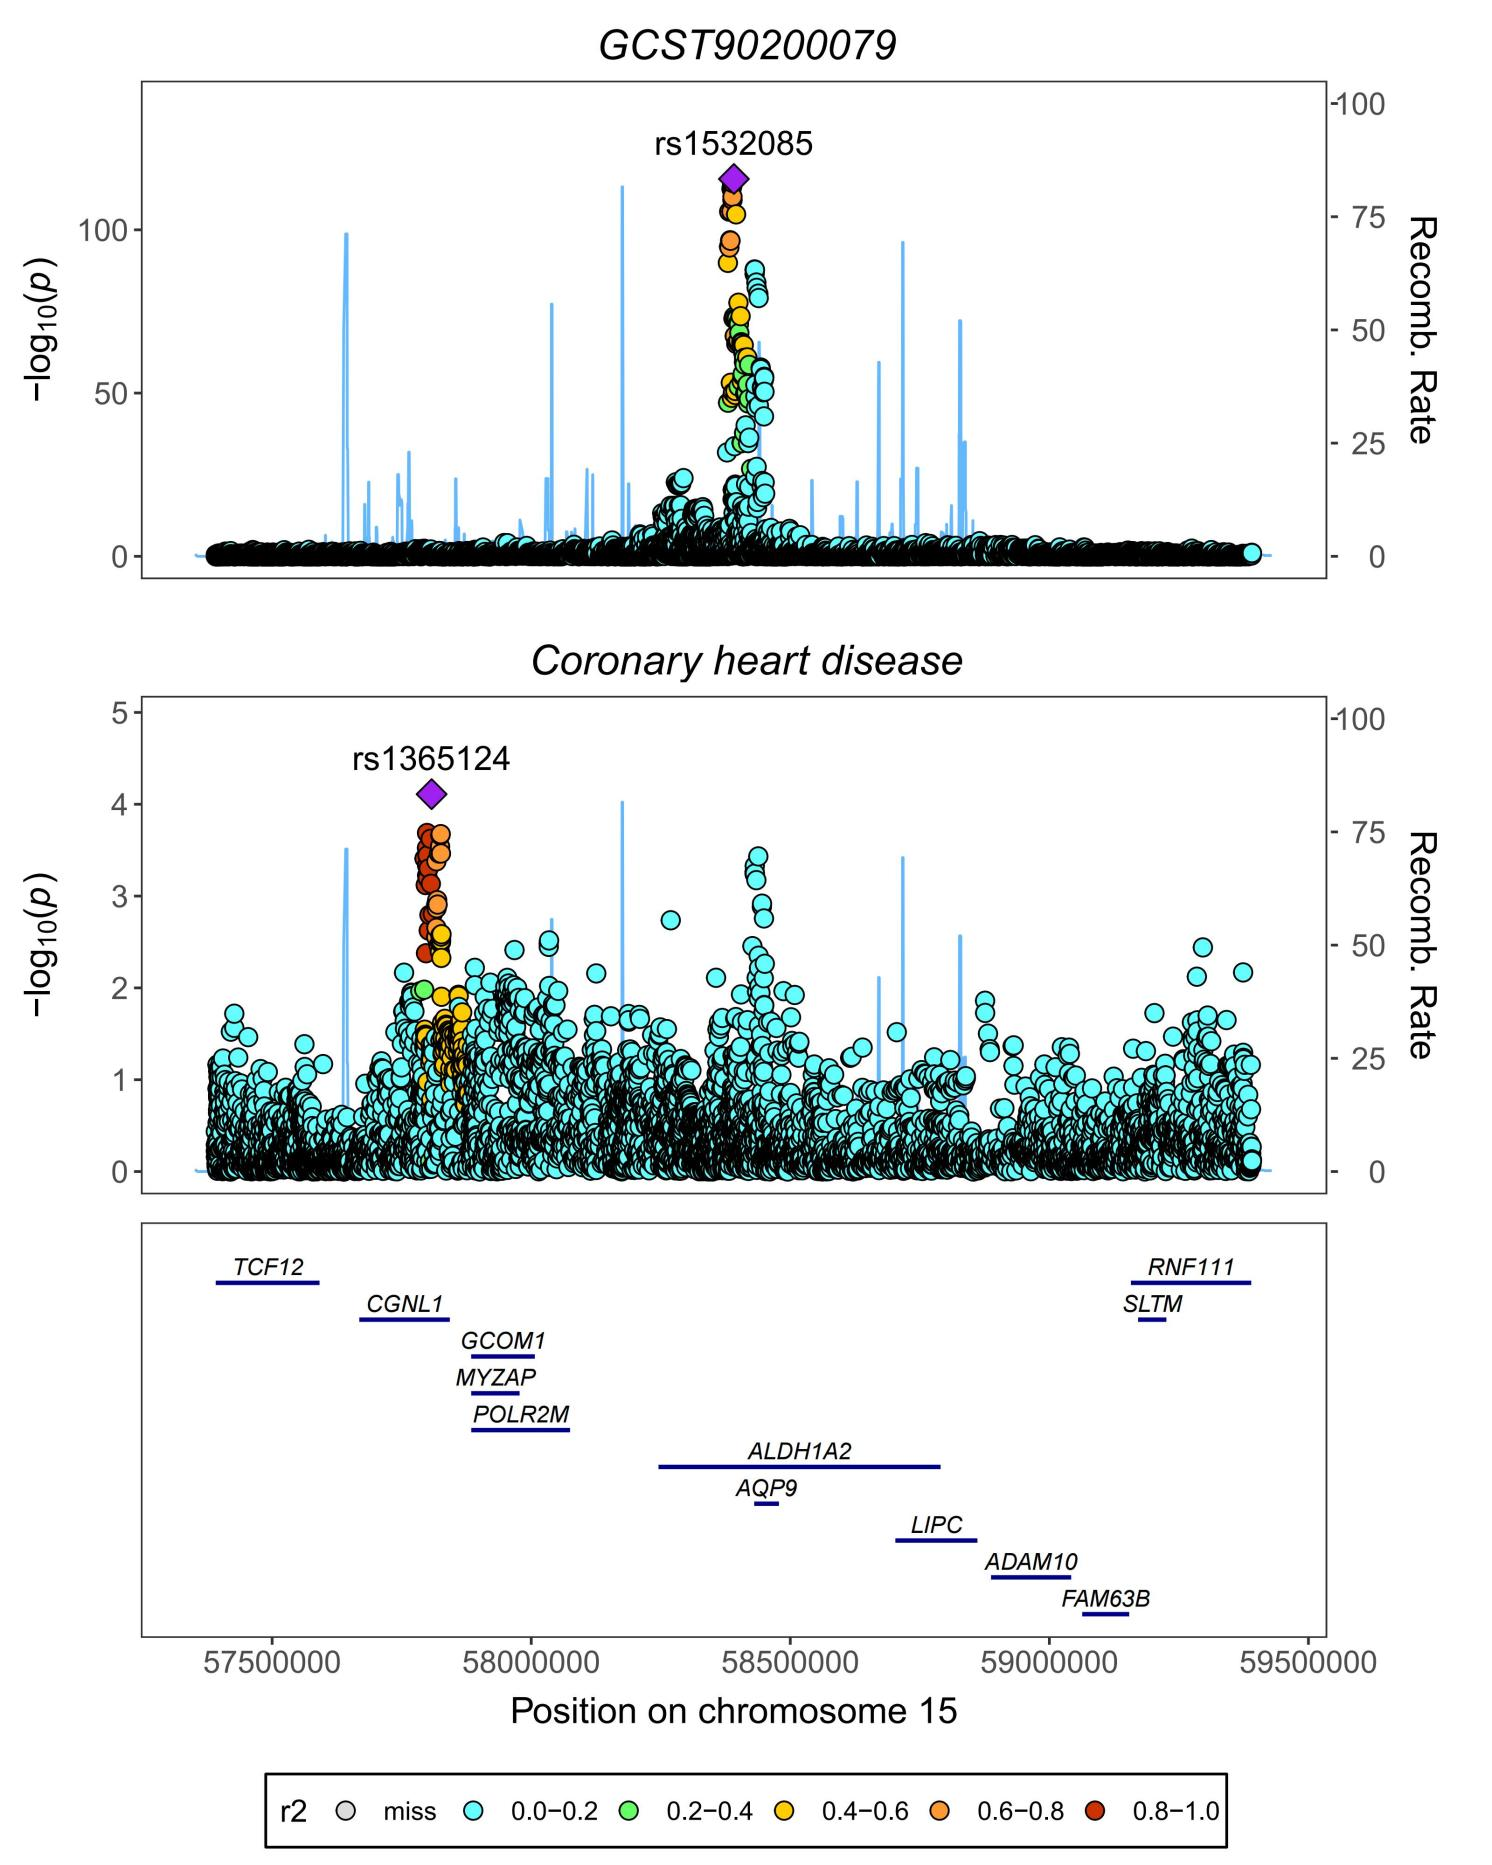 GCST90200079
rs1532085
−log10(p)
100
50
0
100
75
50
25
0
Recomb. Rate
Coronary heart disease
rs1365124
−log10(p)
5
4
3
2
1
0
100
75
50
25
0
Recomb. Rate
TCF12
RNF111
CGNL1
SLTM
GCOM1
MYZAP
POLR2M
ALDH1A2
AQP9
LIPC
ADAM10
FAM63B
57500000 58000000 58500000 59000000 59500000
Position on chromosome 15
r2 miss 0.0−0.2 0.2−0.4 0.4−0.6 0.6−0.8 0.8−1.0